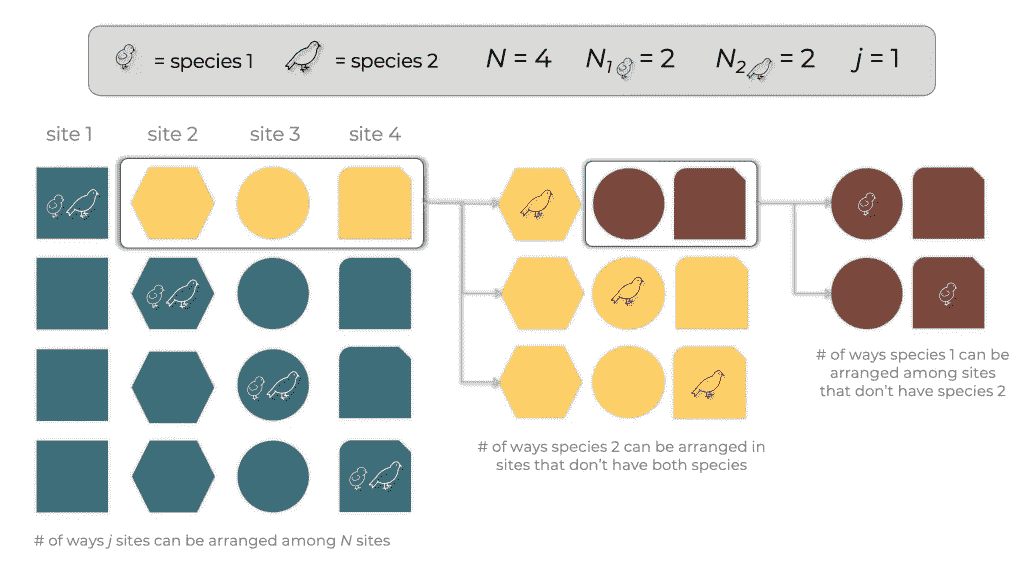 = species 1 = species 2 N = 4 N1 = 2 N2 = 2 j = 1
site 1 site 2 site 3 site 4
# of ways species 1 can be
arranged among sites
that don't have species 2
# of ways species 2 can be arranged in
sites that don't have both species
# of ways j sites can be arranged among N sites